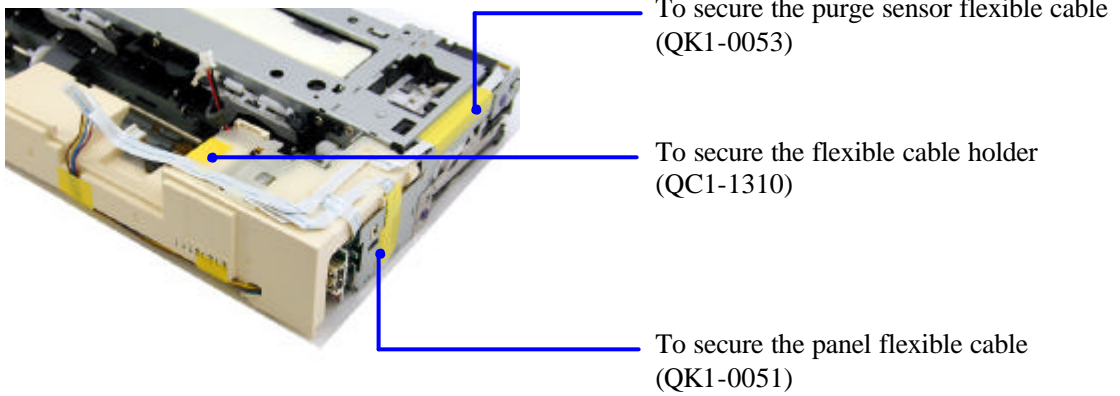 To secure the purge sensor flexible cable
(QK1-0053)
To secure the flexible cable holder
(QC1-1310)
To secure the panel flexible cable
(QK1-0051)